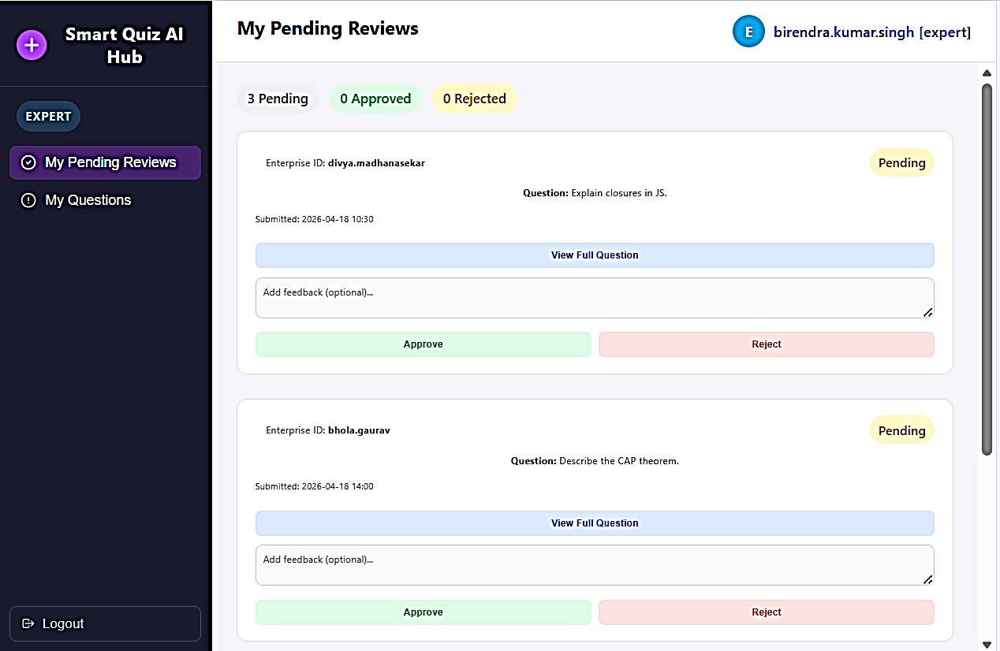 Smart Quiz AI
Hub
EXPERT
My Pending Reviews
My Questions
Logout
My Pending Reviews
E
birendra.kumar.singh [expert]
3 Pending
0 Approved
0 Rejected
Enterprise ID: divya.madhanasekar
Pending
Question: Explain closures in JS.
Submitted: 2026-04-18 10:30
View Full Question
Add feedback (optional)...
Approve
Reject
Enterprise ID: bhola.gaurav
Pending
Question: Describe the CAP theorem.
Submitted: 2026-04-18 14:00
View Full Question
Add feedback (optional)...
Approve
Reject